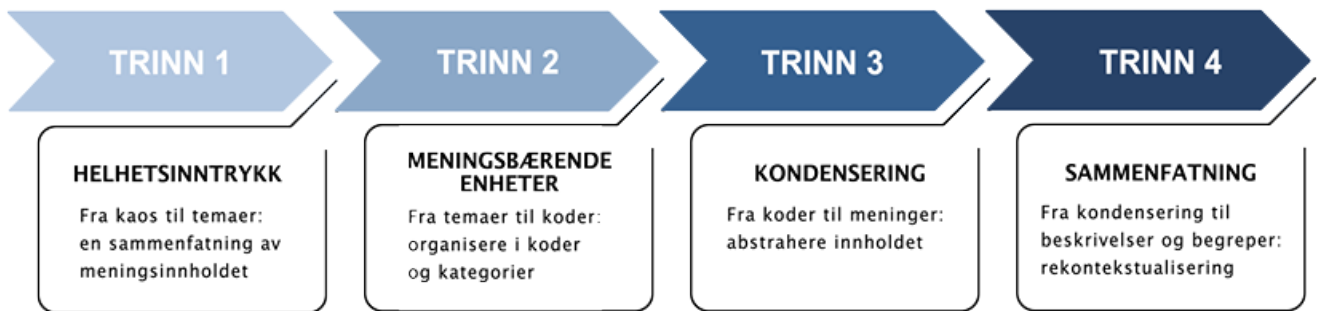 TRINN 1
TRINN 2
TRINN 3
TRINN 4
HELHETSINNTRYKK
Fra kaos til temaer:
en sammenfatning av
meningsinnholdet
MENINGSBÆRENDE
ENHETER
Fra temaer til koder:
organisere i koder
og kategorier
KONDENSERING
Fra koder til meninger:
abstrahere innholdet
SAMMENFATNING
Fra kondensering til
beskrivelser og begreper:
rekontekstualisering